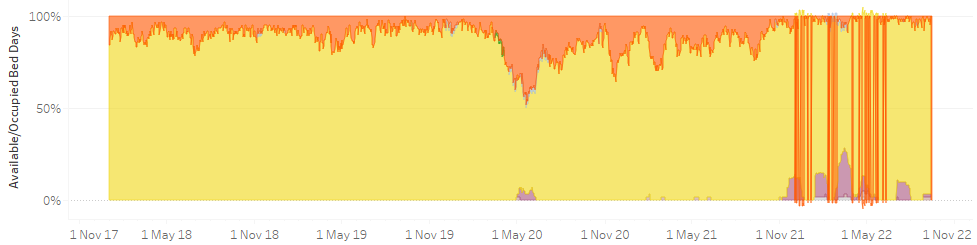 Available/Occupied Bed Days
100%
50%
0%
1 Nov 17 1 May 18 1 Nov 18 1 May 19 1 Nov 19 1 May 20 1 Nov 20 1 May 21 1 Nov 21 1 May 22 1 Nov 22